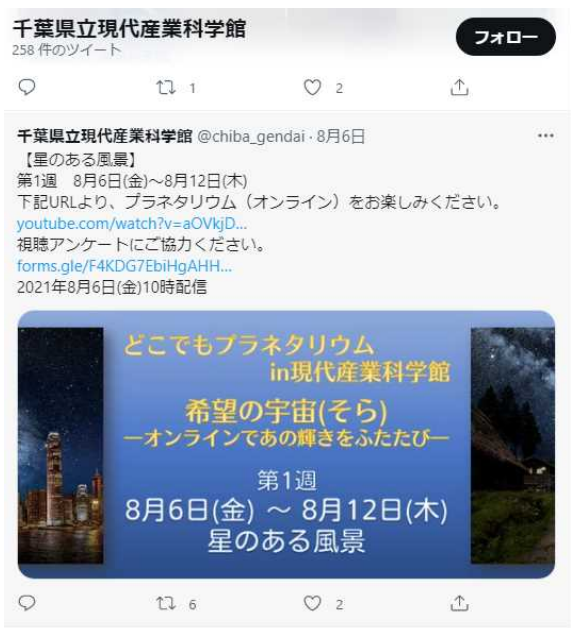 千葉県立現代産業科学館
258 件のツイート
フォロー
1
2
千葉県立現代産業科学館 @chiba_gendai · 8月6日
【星のある風景】
第1週　8月6日(金)~8月12日(木)
下記URLより、プラネタリウム（オンライン）をお楽しみください。
youtube.com/watch?v=aOVkjD...
視聴アンケートにご協力ください。
forms.gle/F4KDG7EbiHgAHH...
2021年8月6日(金)10時配信
どこでもプラネタリウム
in現代産業科学館
希望の宇宙(そら)
―オンラインであの輝きをふたたび―
第1週
8月6日(金) ～ 8月12日(木)
星のある風景
6
2